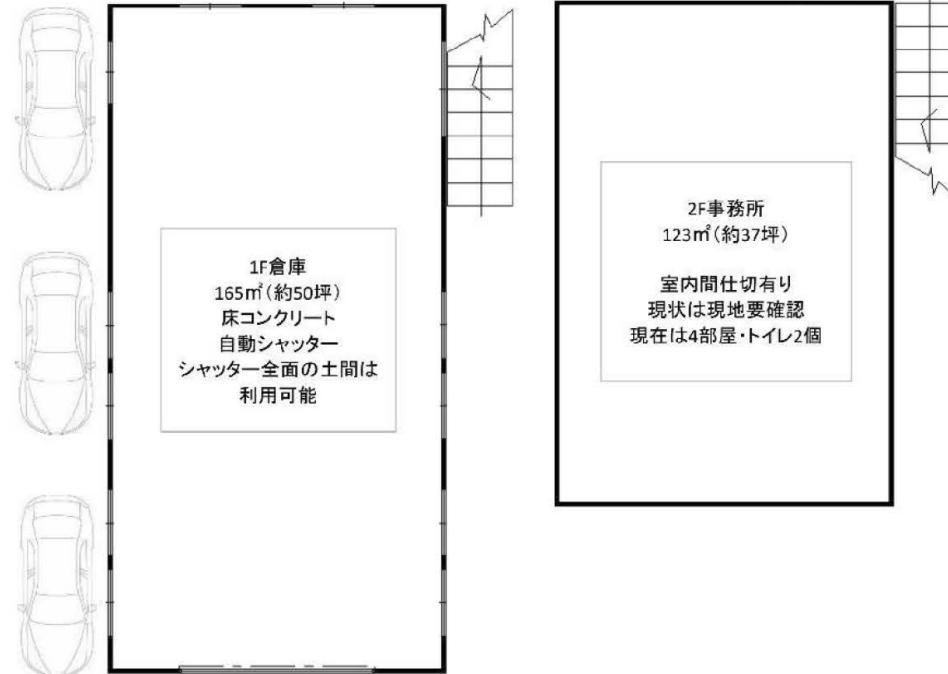 1F倉庫
165㎡(約50坪)
床コンクリート
自動シャッター
シャッター全面の土間は
利用可能
2F事務所
123㎡(約37坪)
室内間仕切有り
現状は現地要確認
現在は4部屋・トイレ2個